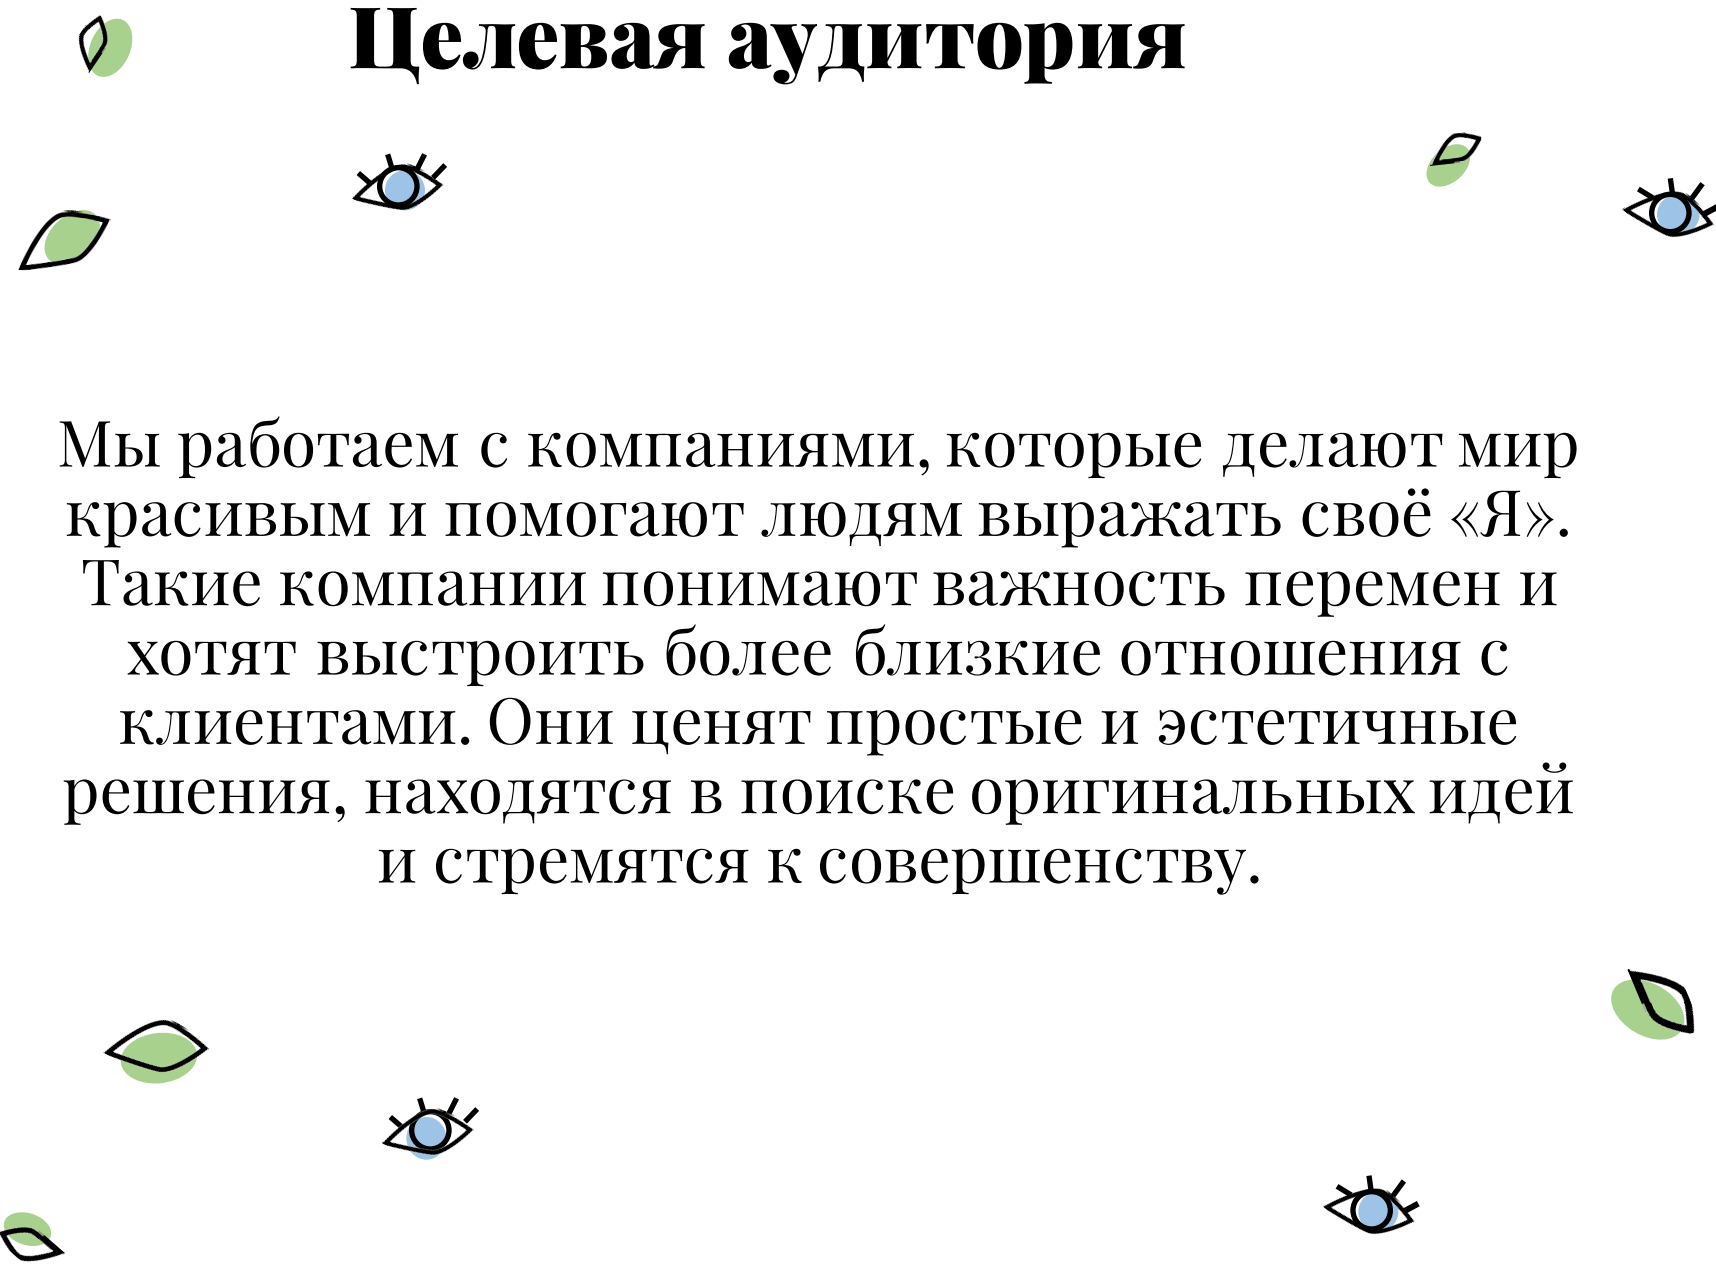 Целевая аудитория
Мы работаем с компаниями, которые делают мир
красивым и помогают людям выражать своё «Я».
Такие компании понимают важность перемен и
хотят выстроить более близкие отношения с
клиентами. Они ценят простые и эстетичные
решения, находятся в поиске оригинальных идей
и стремятся к совершенству.